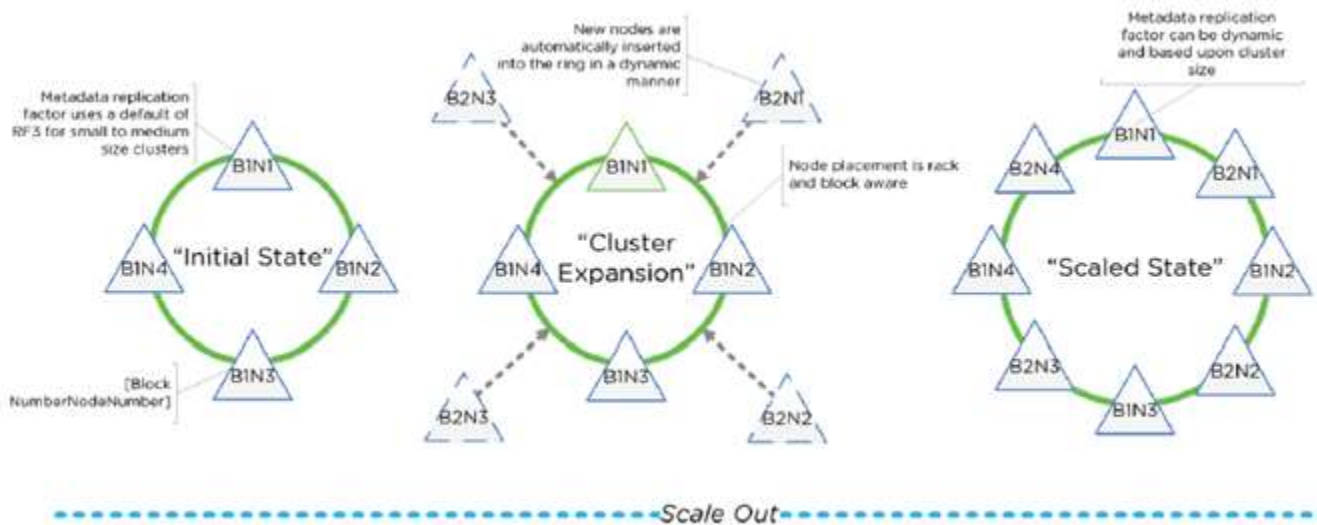 Metadata replication
factor uses a default of
RF3 for small to medium
size clusters
B1N1
B1N4
"Initial State"
B1N2
B1N3
[Block
NumberNodeNumber]
New nodes are
automatically inserted
into the ring in a dynamic
manner
B2N3
B2N1
B1N1
Node placement is rack
and block aware
B1N4
"Cluster
Expansion"
B1N2
B1N3
B2N3
B2N2
Metadata replication
factor can be dynamic
and based upon cluster
size
B1N1
B2N4
B2N1
B1N4
"Scaled State"
B1N2
B2N3
B2N2
B1N3
Scale Out